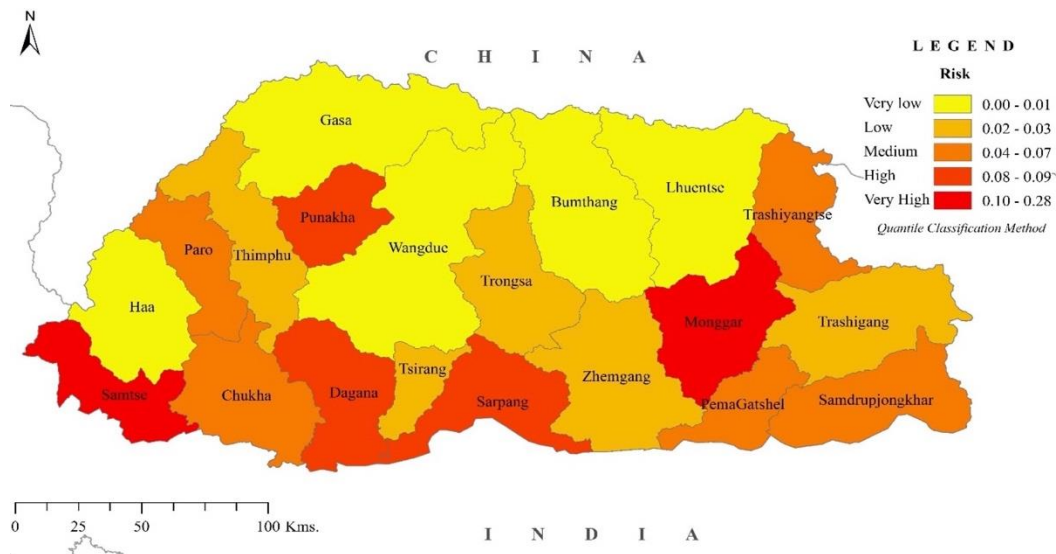 N
C H I N A
L E G E N D
Risk
Very low 0.00 - 0.01
Low 0.02 - 0.03
Medium 0.04 - 0.07
High 0.08 - 0.09
Very High 0.10 - 0.28
Quantile Classification Method
Gasa
Lhuentse
Bumthang
Punakha
Trashiyangtse
Wangdue
Paro
Thimphu
Trongsa
Haa
Monggar
Trashigang
Tsirang
Zhemgang
Samtse
Chukha
Dagana
Sarpang
PemaGatshel
Samdrupjongkhar
0 25 50 100 Kms.
I N D I A